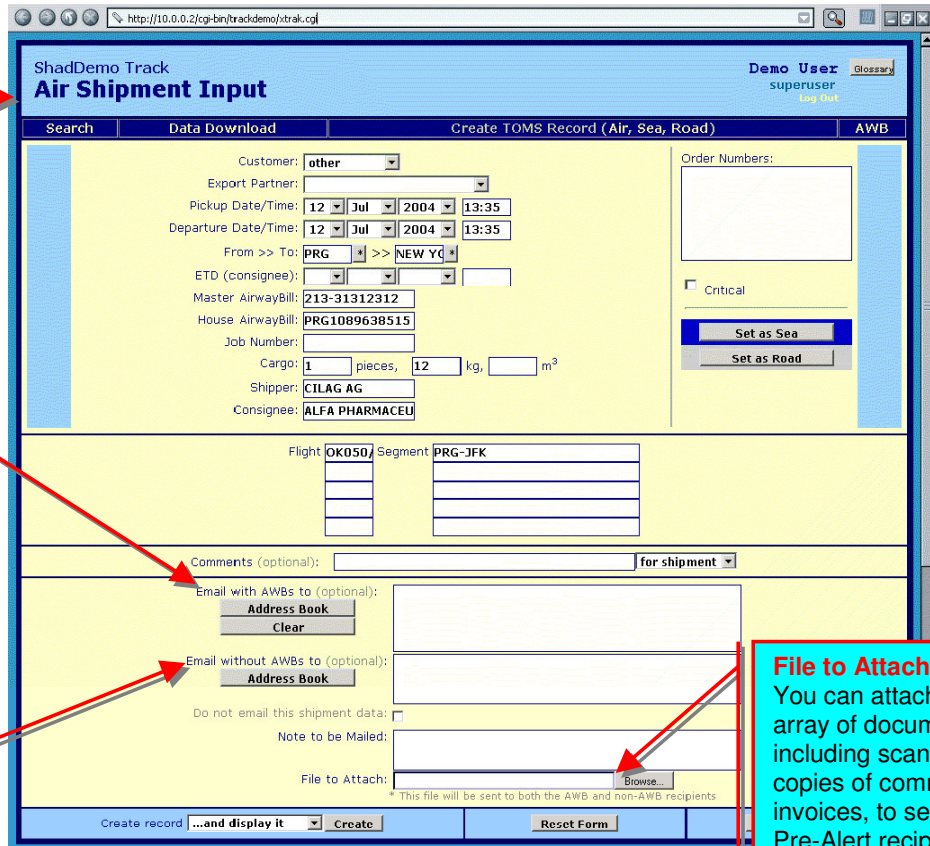 http://10.0.0.2/cgi-bin/trackdemo/xtrak.cgi
ShadDemo Track
Air Shipment Input
Demo User Glossary
superuser
Log Out
Search Data Download Create TOMS Record (Air, Sea, Road) AWB
Customer: other
Export Partner:
Pickup Date/Time: 12 Jul 2004 13:35
Departure Date/Time: 12 Jul 2004 13:35
From >> To: PRG * >> NEW YO *
ETD (consignee):
Master AirwayBill: 213-31312312
House AirwayBill: PRG1089638515
Job Number:
Cargo: 1 pieces, 12 kg, m³
Shipper: CILAG AG
Consignee: ALFA PHARMACEU
Order Numbers:
Critical
Set as Sea
Set as Road
Flight OK050/ Segment PRG-JFK
Comments (optional): for shipment
Email with AWBs to (optional):
Address Book
Clear
Email without AWBs to (optional):
Address Book
Do not email this shipment data:
Note to be Mailed:
File to Attach: Browse...
* This file will be sent to both the AWB and non-AWB recipients
Create record ...and display it Create Reset Form
File to Attach
You can attach
array of docum
including scan
copies of comm
invoices, to se
Pre-Alert recip